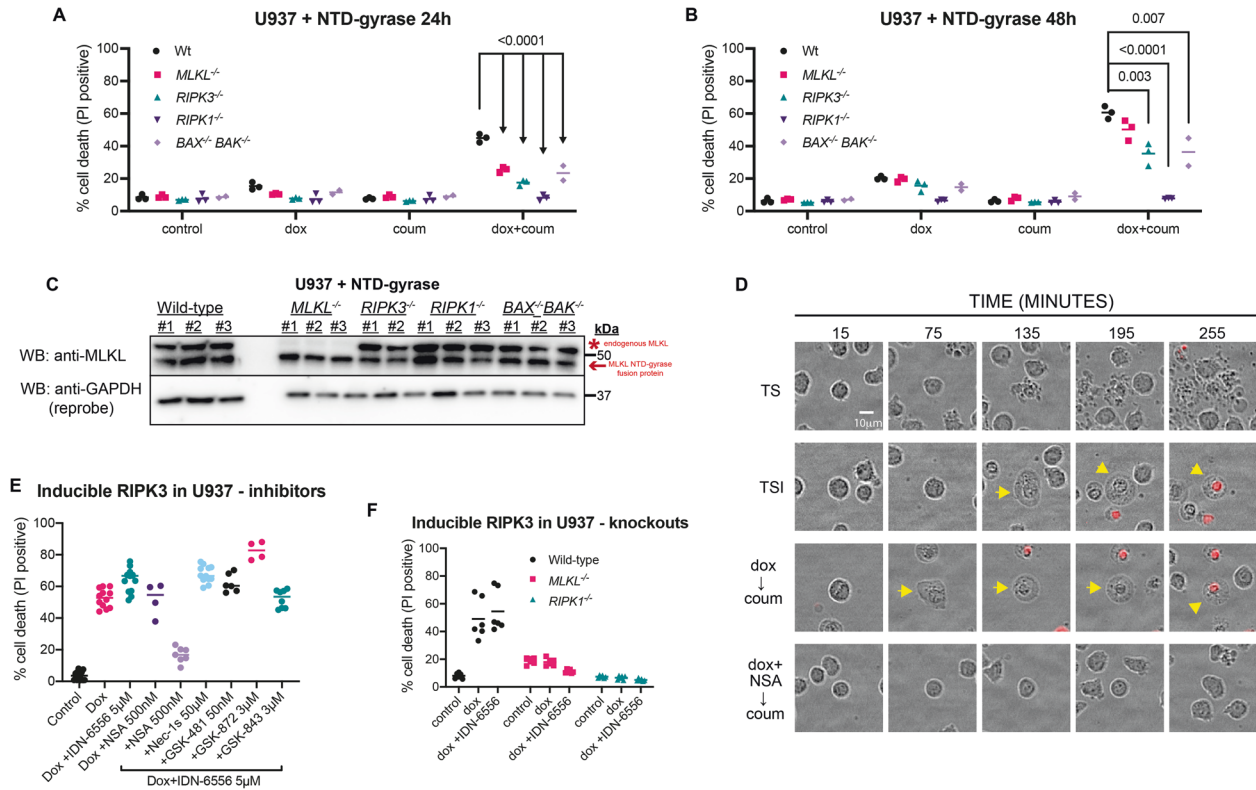 A
U937 + NTD-gyrase 24h
% cell death (PI positive)
100
80
60
40
20
0
Wt
MLKL-/-
RIPK3-/-
RIPK1-/-
BAX-/- BAK-/-
<0.0001
control
dox
coum
dox+coum
B
U937 + NTD-gyrase 48h
% cell death (PI positive)
100
80
60
40
20
0
Wt
MLKL-/-
RIPK3-/-
RIPK1-/-
BAX-/- BAK-/-
0.007
<0.0001
0.003
control
dox
coum
dox+coum
C
U937 + NTD-gyrase
Wild-type MLKL-/- RIPK3-/- RIPK1-/- BAX-/-BAK-/-
#1 #2 #3 #1 #2 #3 #1 #2 #1 #2 #3 #1 #2 #3
kDa
WB: anti-MLKL
* endogenous MLKL
50
MLKL NTD-gyrase
fusion protein
WB: anti-GAPDH
(reprobe)
37
D
TIME (MINUTES)
15 75 135 195 255
TS
10μm
TSI
dox
↓
coum
dox+
NSA
↓
coum
E
Inducible RIPK3 in U937 - inhibitors
% cell death (PI positive)
100
80
60
40
20
0
Control
Dox
Dox +IDN-6556 5μM
Dox +NSA 500nM
+NSA 500nM
+Nec-1s 50μM
+GSK-481 50nM
+GSK-872 3μM
+GSK-843 3μM
Dox+IDN-6556 5μM
F
Inducible RIPK3 in U937 - knockouts
% cell death (PI positive)
100
80
60
40
20
0
Wild-type
MLKL-/-
RIPK1-/-
control
dox
dox +IDN-6556
control
dox
dox +IDN-6556
control
dox
dox +IDN-6556